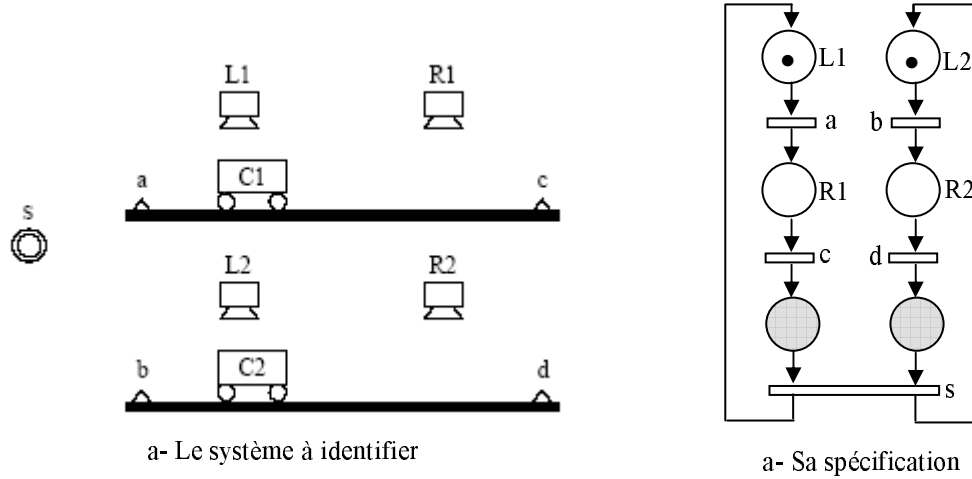 L1 R1
a C1 c
s
L2 R2
b C2 d
a- Le système à identifier
L1 L2
a b
R1 R2
c d
s
a- Sa spécification